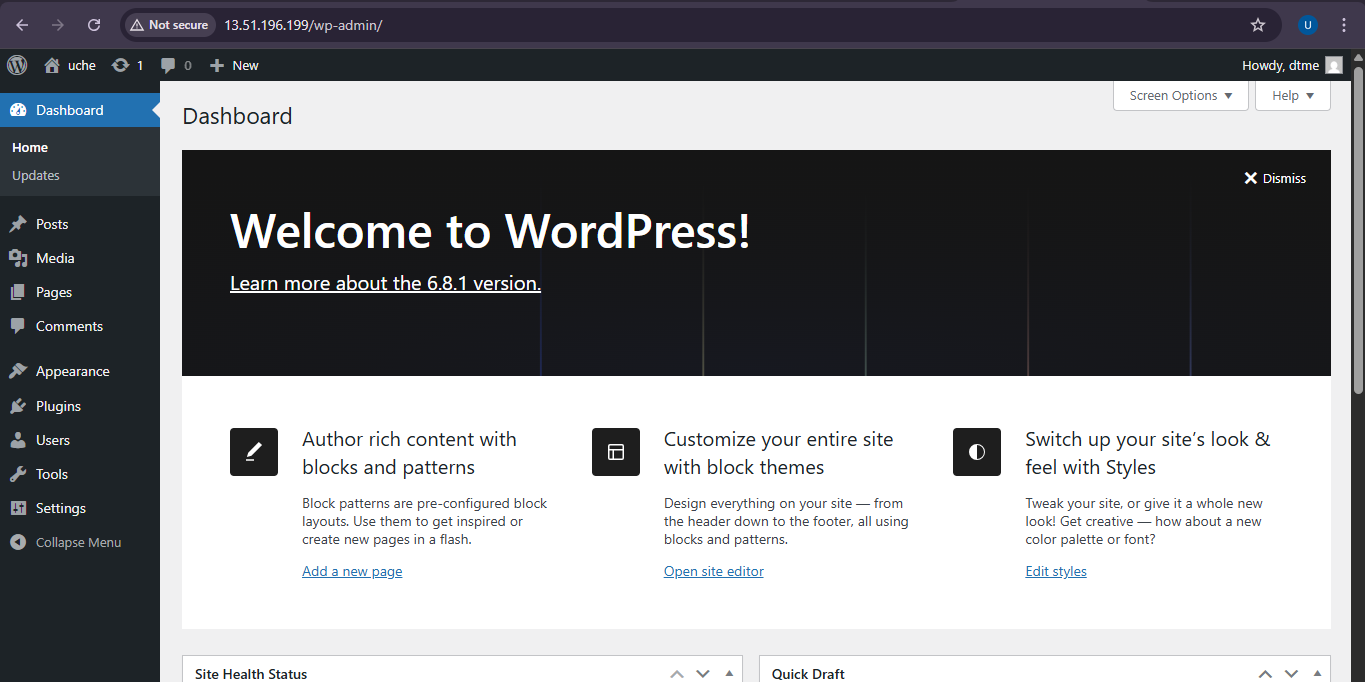 Not secure 13.51.196.199/wp-admin/ U
uche 1 0 New Howdy, dtme
Screen Options Help
Dashboard
Home
Updates
Posts
Media
Pages
Comments
Appearance
Plugins
Users
Tools
Settings
Collapse Menu
Dashboard
Dismiss
Welcome to WordPress!
Learn more about the 6.8.1 version.
Author rich content with
blocks and patterns
Block patterns are pre-configured block
layouts. Use them to get inspired or
create new pages in a flash.
Add a new page
Customize your entire site
with block themes
Design everything on your site — from
the header down to the footer, all using
blocks and patterns.
Open site editor
Switch up your site’s look &
feel with Styles
Tweak your site, or give it a whole new
look! Get creative — how about a new
color palette or font?
Edit styles
Site Health Status
Quick Draft